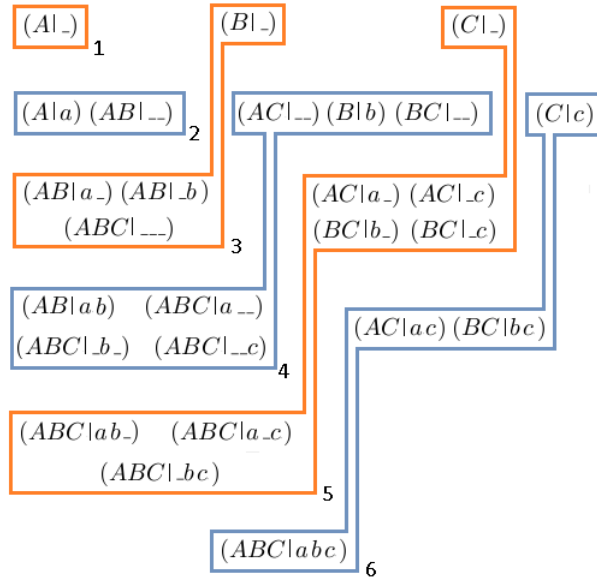 (A|_) (B|_) (C|_)
1
(A|a) (AB|__) (AC|__) (B|b) (BC|__) (C|c)
2
(AB|a_) (AB|_b) (AC|a_) (AC|_c)
(ABC|___) (BC|b_) (BC|_c)
3
(AB|ab) (ABC|a__)
(AC|ac) (BC|bc)
(ABC|_b_) (ABC|__c)
4
(ABC|ab_) (ABC|a_c)
(ABC|_bc)
5
(ABC|abc)
6